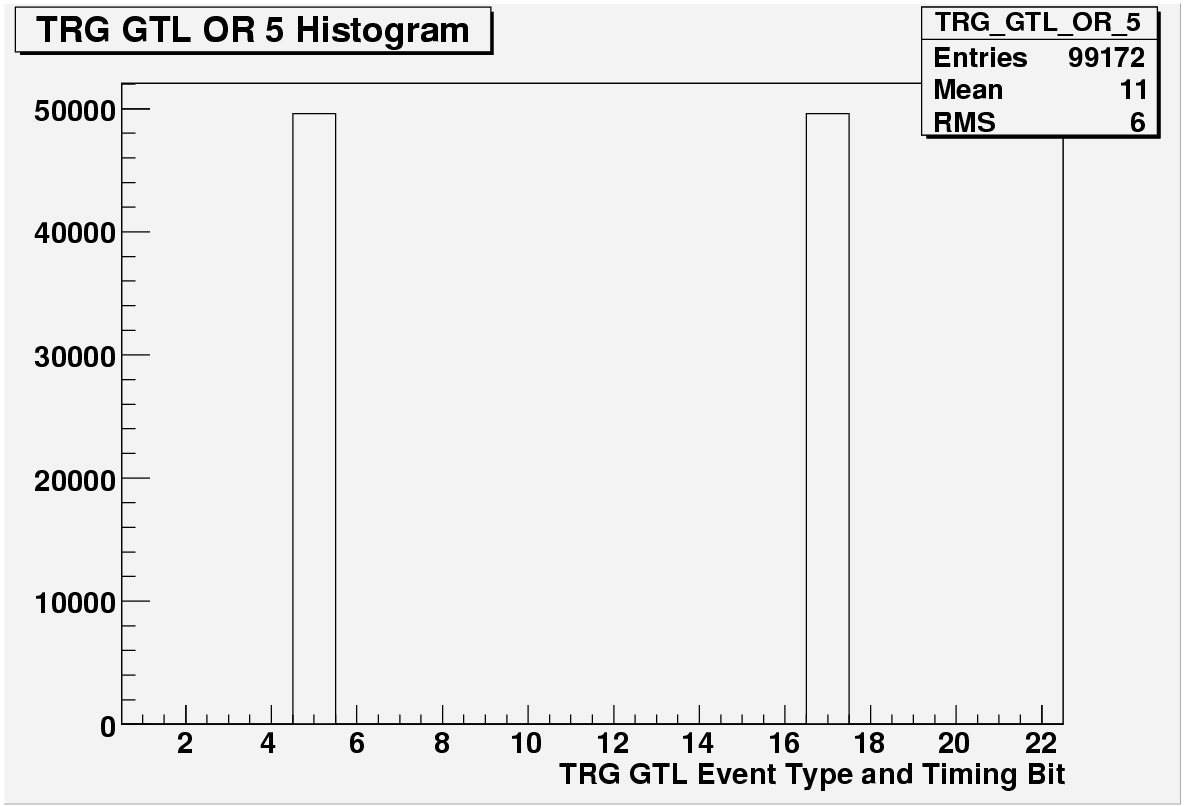 TRG GTL OR 5 Histogram
TRG_GTL_OR_5
Entries 99172
Mean 11
RMS 6
50000
40000
30000
20000
10000
0
2 4 6 8 10 12 14 16 18 20 22
TRG GTL Event Type and Timing Bit